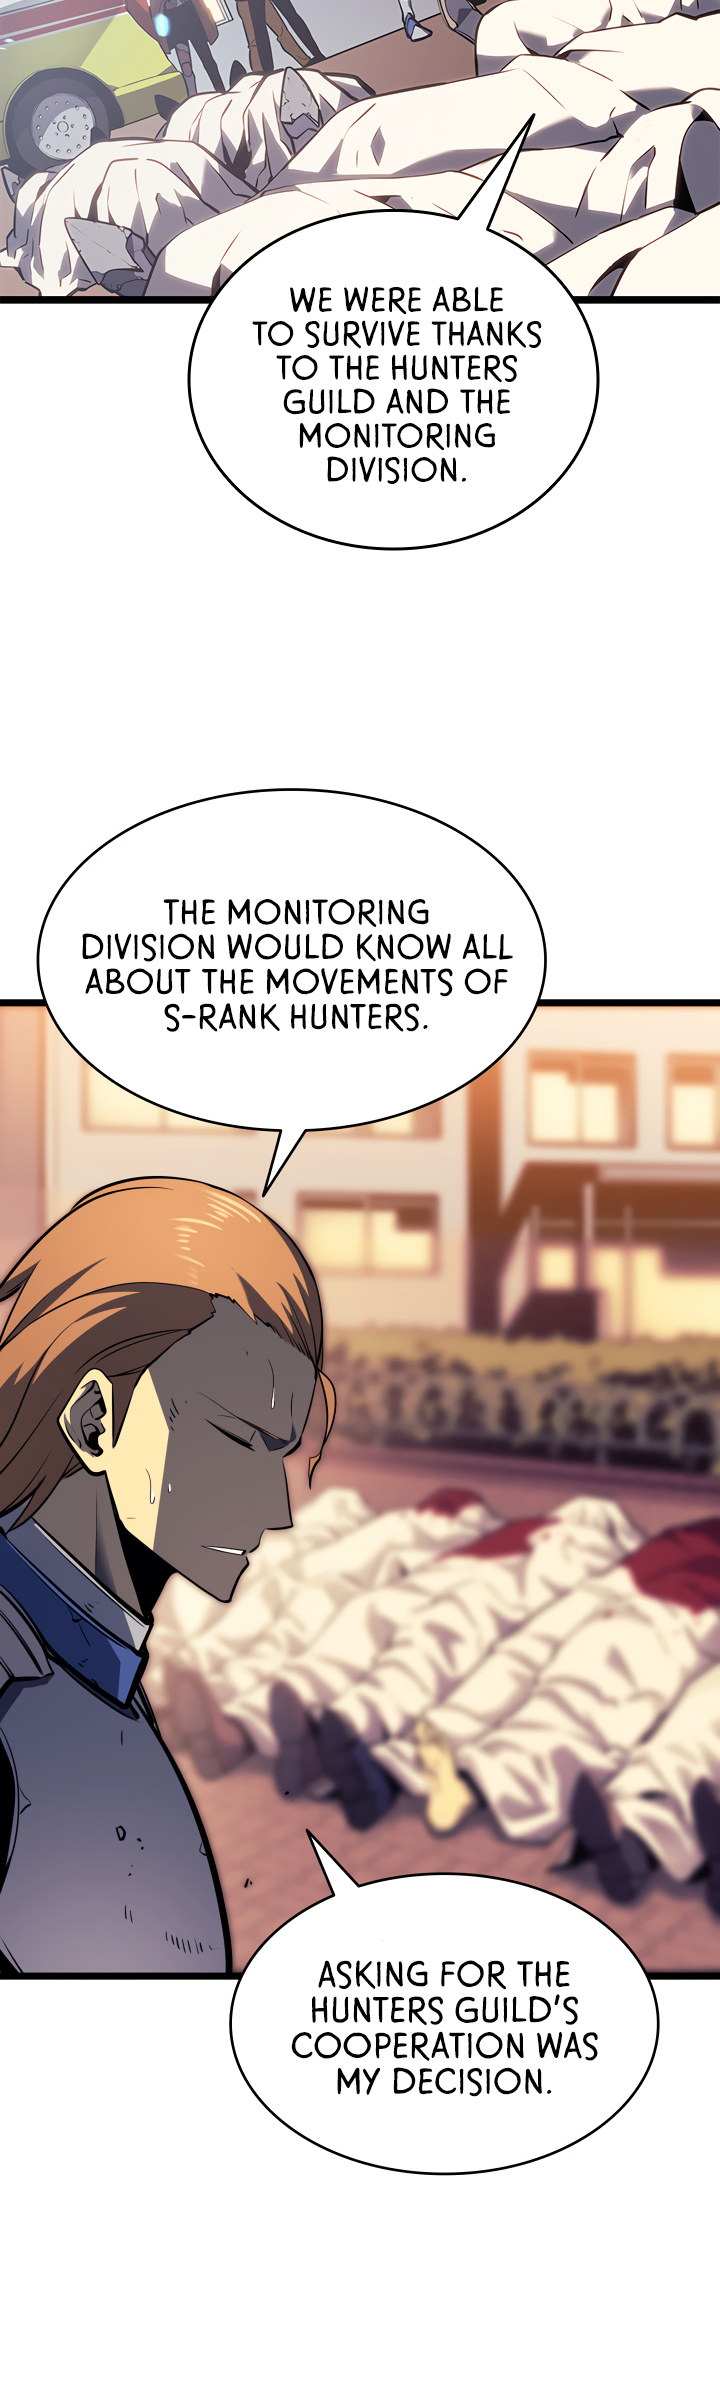 WE WERE ABLE
TO SURVIVE THANKS
TO THE HUNTERS
GUILD AND THE
MONITORING
DIVISION.
THE MONITORING
DIVISION WOULD KNOW ALL
ABOUT THE MOVEMENTS OF
S-RANK HUNTERS.
ASKING FOR THE
HUNTERS GUILD'S
COOPERATION WAS
MY DECISION.